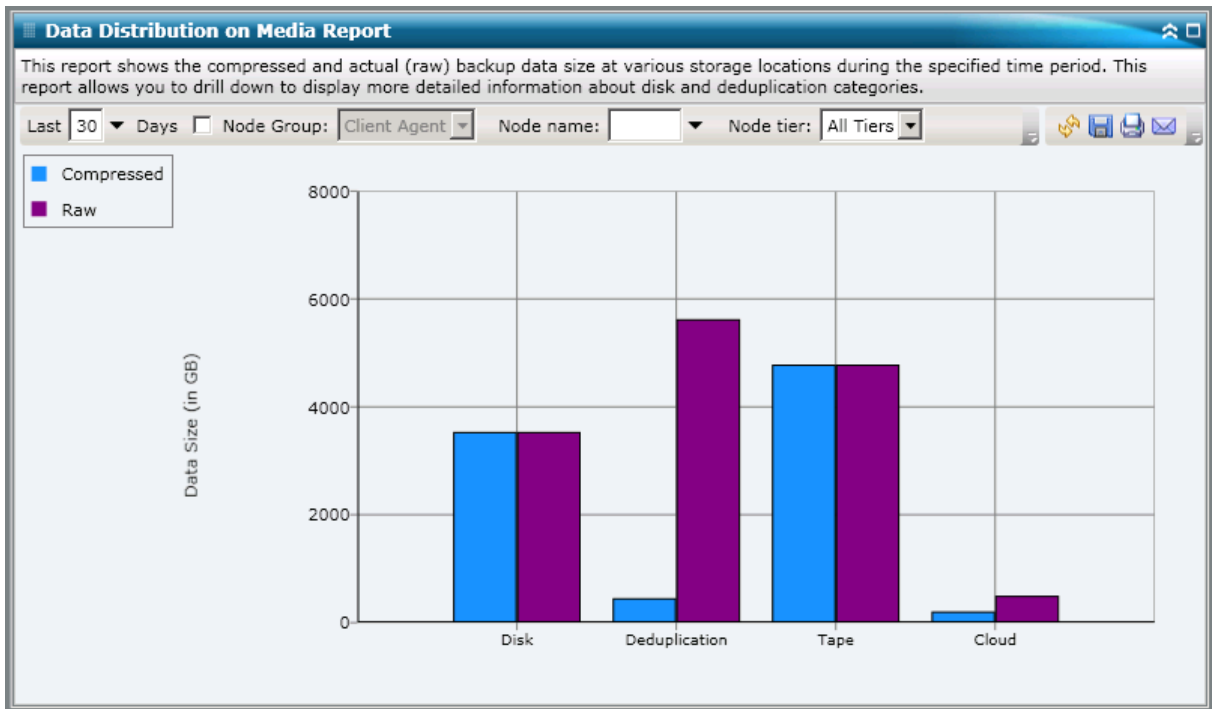 Data Distribution on Media Report
This report shows the compressed and actual (raw) backup data size at various storage locations during the specified time period. This
report allows you to drill down to display more detailed information about disk and deduplication categories.
Last 30 Days Node Group: Client Agent Node name: Node tier: All Tiers
Compressed
Raw
8000
6000
4000
2000
0
Data Size (in GB)
Disk Deduplication Tape Cloud